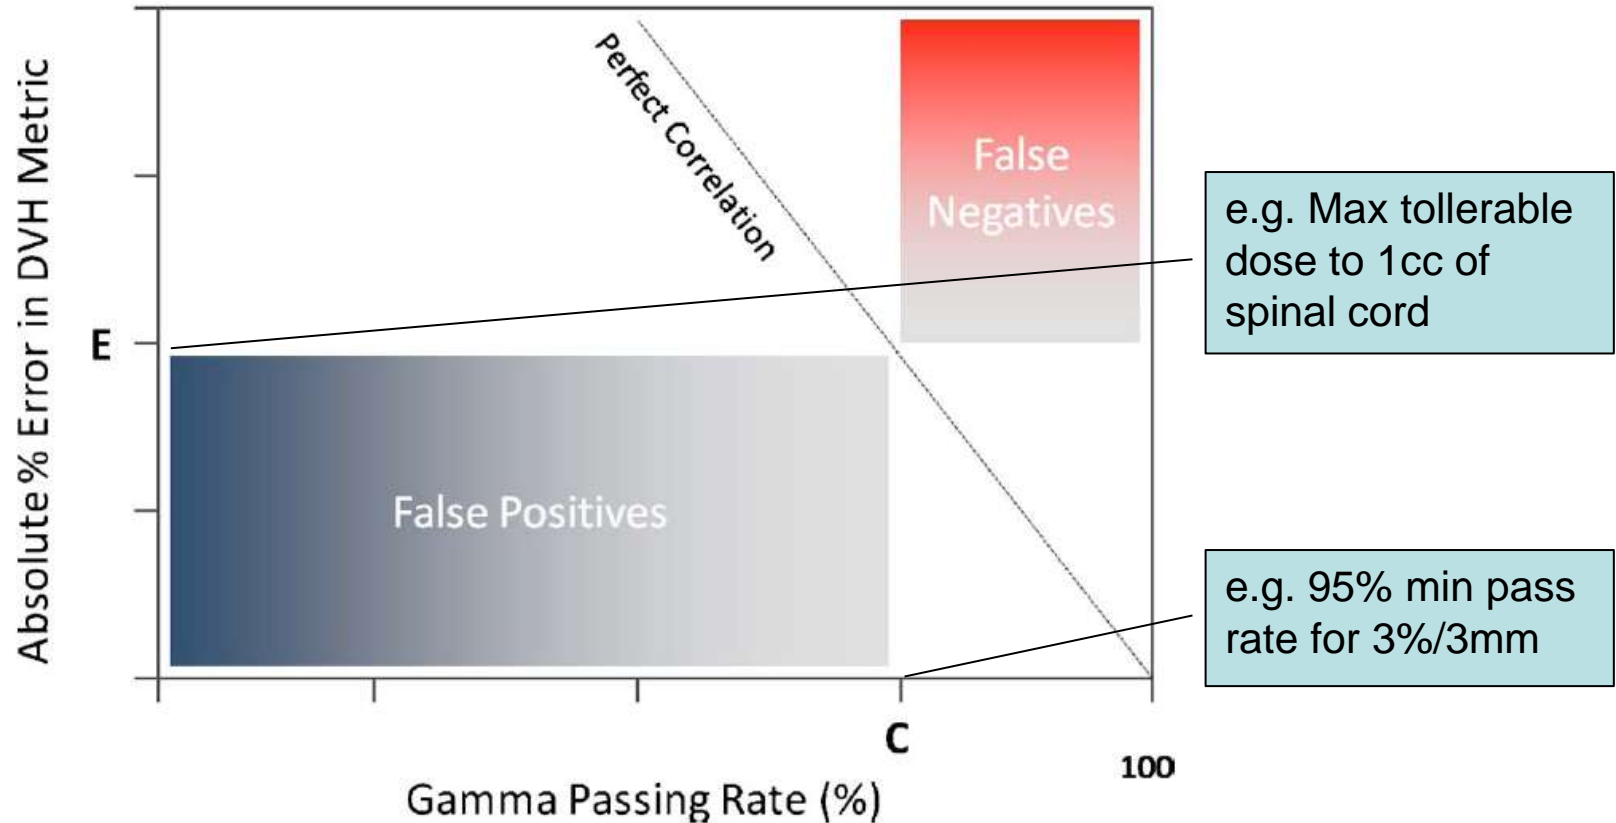 Absolute % Error in DVH Metric
Perfect Correlation
False
Negatives
e.g. Max tollerable
dose to 1cc of
spinal cord
E
False Positives
e.g. 95% min pass
rate for 3%/3mm
C
100
Gamma Passing Rate (%)